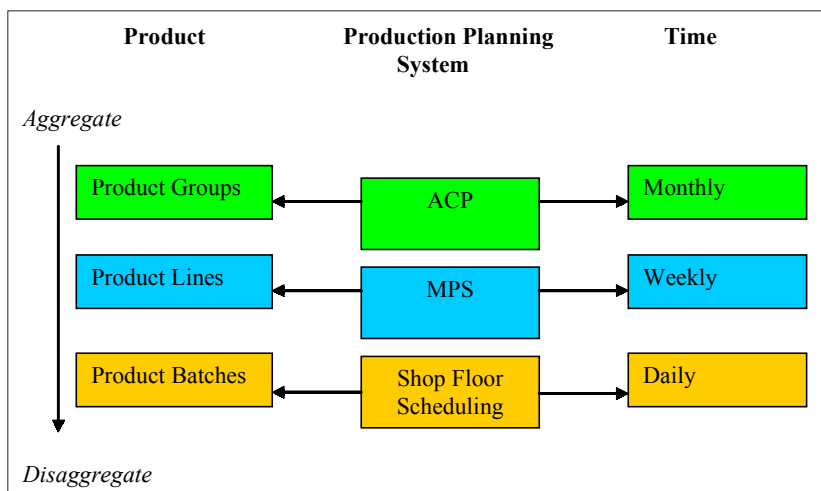 Product
Production Planning
System
Time
Aggregate
Product Groups
ACP
Monthly
Product Lines
MPS
Weekly
Product Batches
Shop Floor
Scheduling
Daily
Disaggregate